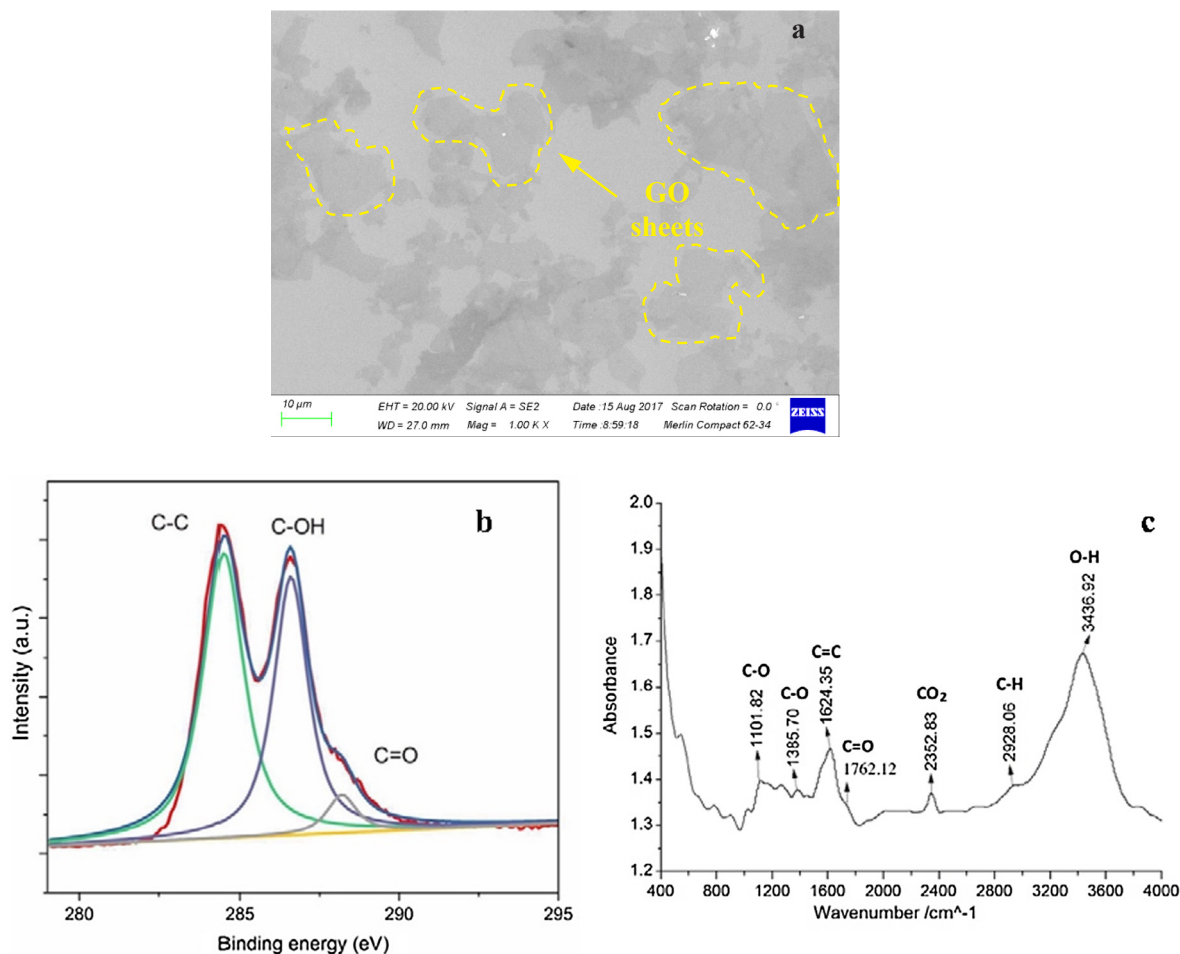 a
GO
sheets
10 µm
EHT = 20.00 kV Signal A = SE2 Date :15 Aug 2017 Scan Rotation = 0.0 °
WD = 27.0 mm Mag = 1.00 K X Time :8:59:18 Merlin Compact 62-34
ZEISS
b
C-C
C-OH
C=O
Intensity (a.u.)
280 285 290 295
Binding energy (eV)
c
2.0
1.9
1.8
1.7
1.6
1.5
1.4
1.3
1.2
Absorbance
C-O
1101.82
C-O
1385.70
C=C
1624.35
C=O
1762.12
CO₂
2352.83
C-H
2928.06
O-H
3436.92
400 800 1200 1600 2000 2400 2800 3200 3600 4000
Wavenumber /cm^-1